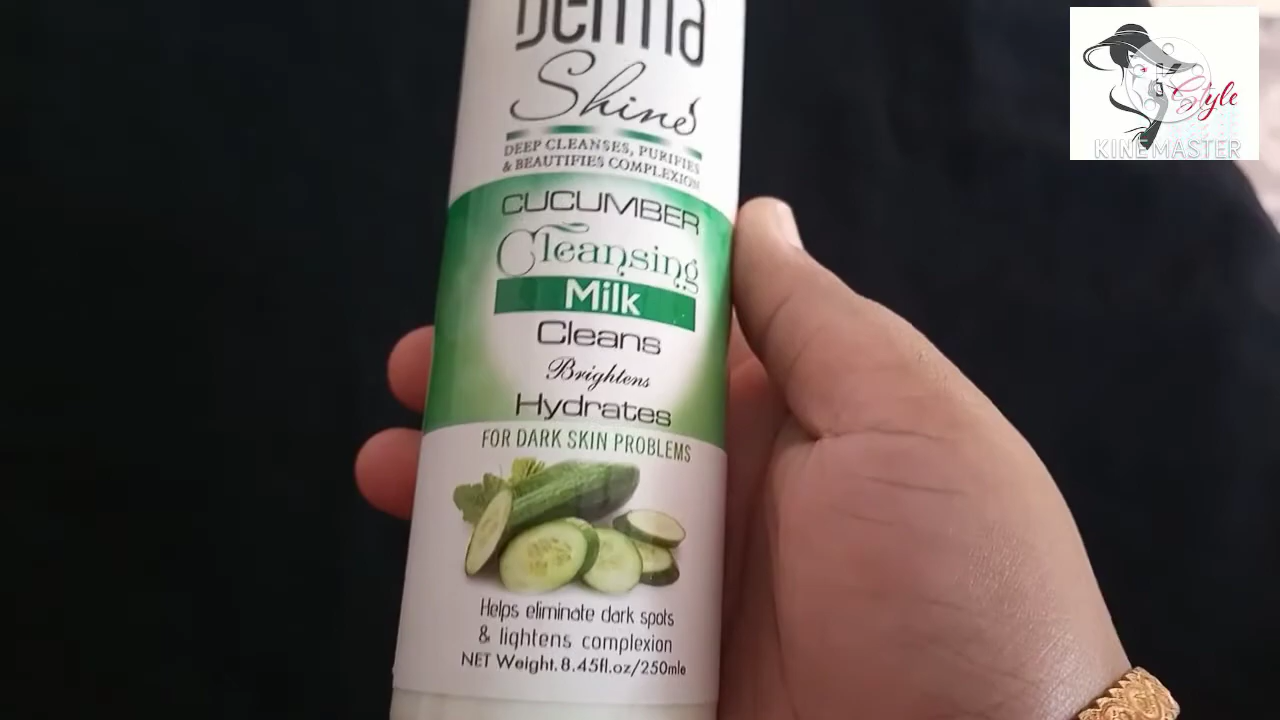 Derma
Shine
DEEP CLEANSES, PURIFIES
& BEAUTIFIES COMPLEXION
CUCUMBER
Cleansing
Milk
Cleans
Brightens
Hydrates
FOR DARK SKIN PROBLEMS
Helps eliminate dark spots
& lightens complexion
NET Weight. 8.45fl.oz/250mle
Style
KINEMASTER